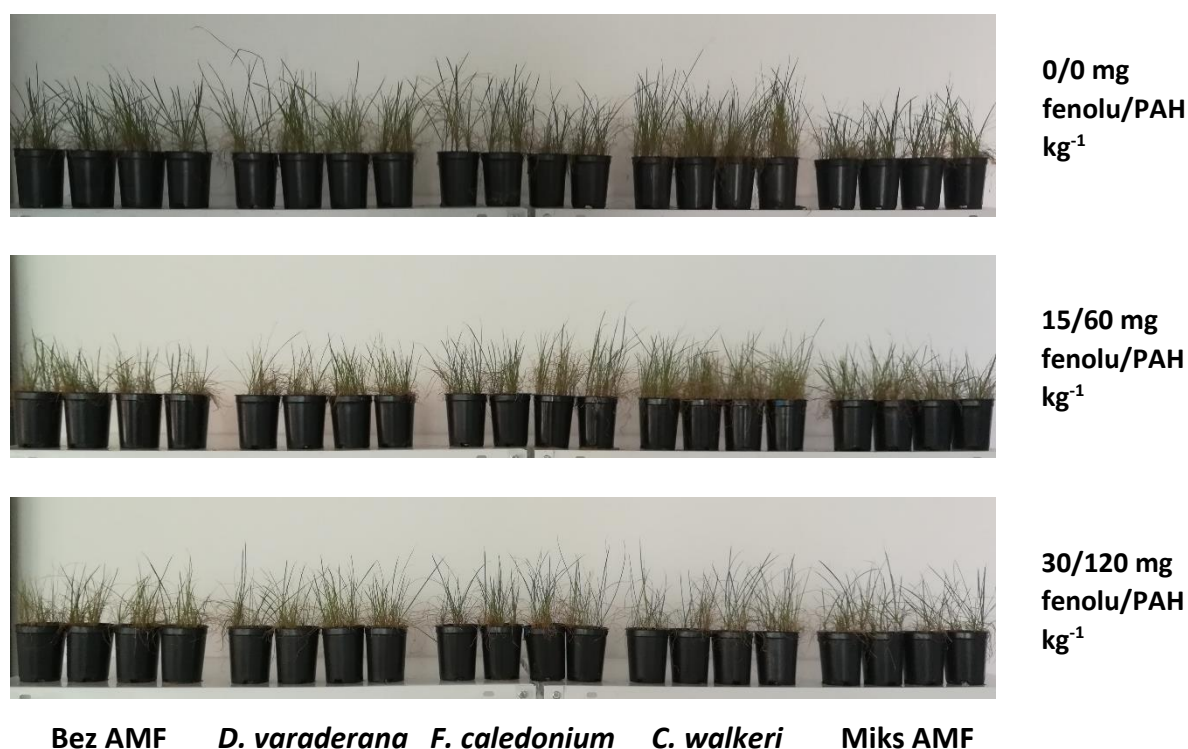 0/0 mg
fenolu/PAH
kg⁻¹
15/60 mg
fenolu/PAH
kg⁻¹
30/120 mg
fenolu/PAH
kg⁻¹
Bez AMF D. varaderana F. caledonium C. walkeri Miks AMF